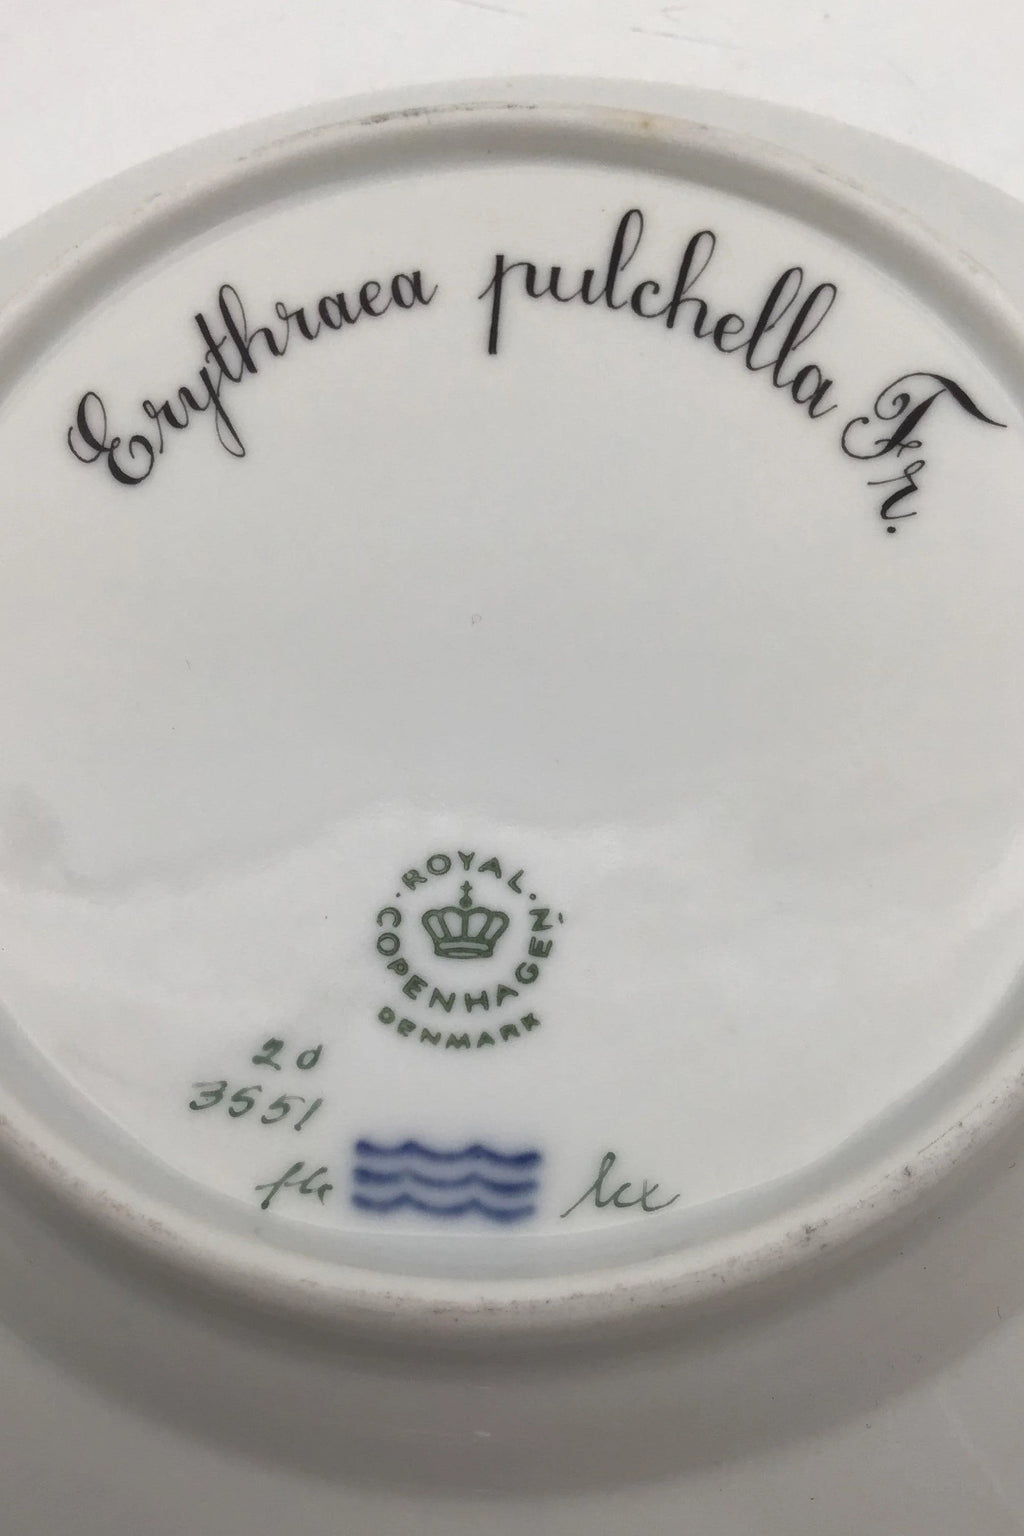 Erythraea pulchella Fr.
ROYAL
COPENHAGEN
DENMARK
20
3551